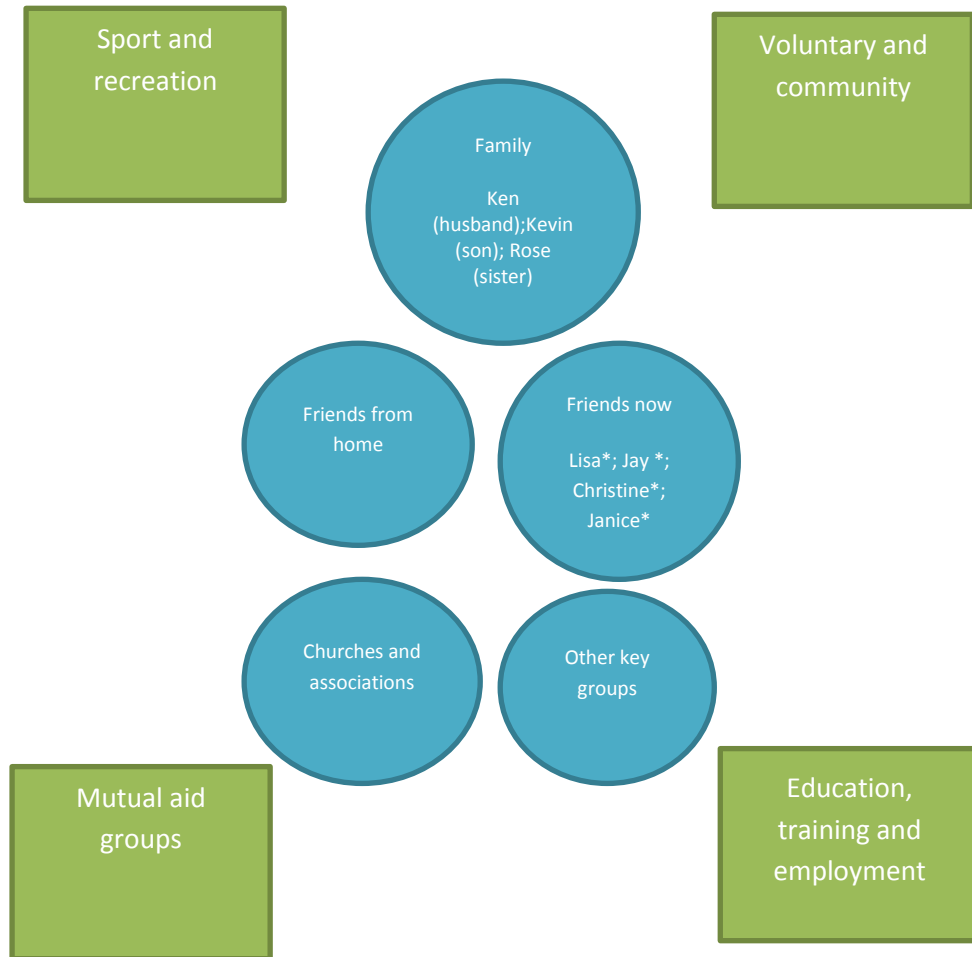 Sport and
recreation
Voluntary and
community
Family
Ken
(husband);Kevin
(son); Rose
(sister)
Friends from
home
Friends now
Lisa*; Jay *;
Christine*;
Janice*
Churches and
associations
Other key
groups
Mutual aid
groups
Education,
training and
employment